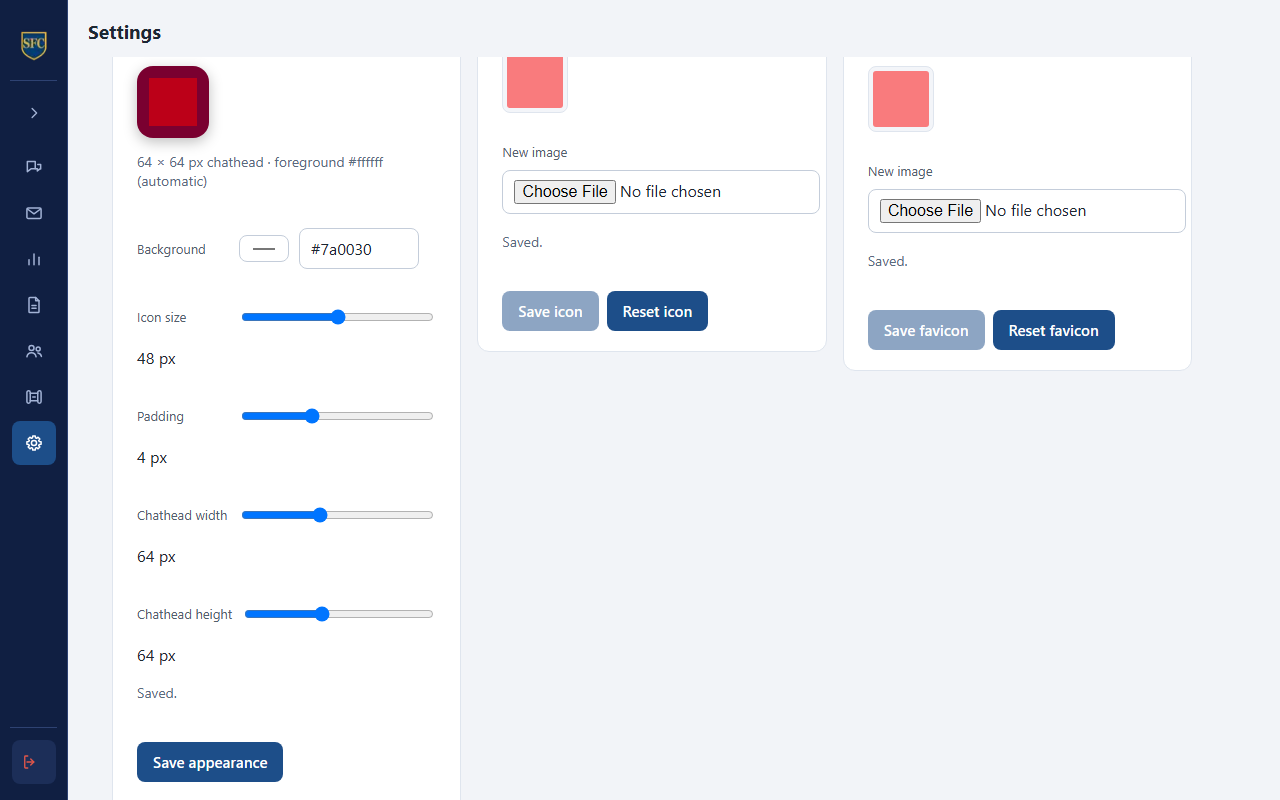 SFC
Settings
64 × 64 px chathead · foreground #ffffff
(automatic)
Background
#7a0030
Icon size
48 px
Padding
4 px
Chathead width
64 px
Chathead height
64 px
Saved.
Save appearance
New image
Choose File No file chosen
Saved.
Save icon
Reset icon
New image
Choose File No file chosen
Saved.
Save favicon
Reset favicon